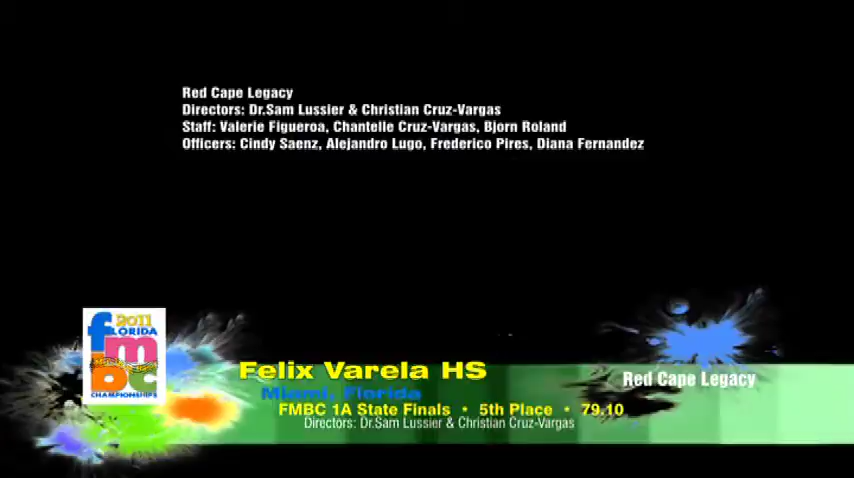 Red Cape Legacy
Directors: Dr.Sam Lussier & Christian Cruz-Vargas
Staff: Valerie Figueroa, Chantelle Cruz-Vargas, Bjorn Roland
Officers: Cindy Saenz, Alejandro Lugo, Frederico Pires, Diana Fernandez
2011
FLORIDA
fmbc
CHAMPIONSHIPS
Felix Varela HS
Miami, Florida
Red Cape Legacy
FMBC 1A State Finals • 5th Place • 79.10
Directors: Dr.Sam Lussier & Christian Cruz-Vargas